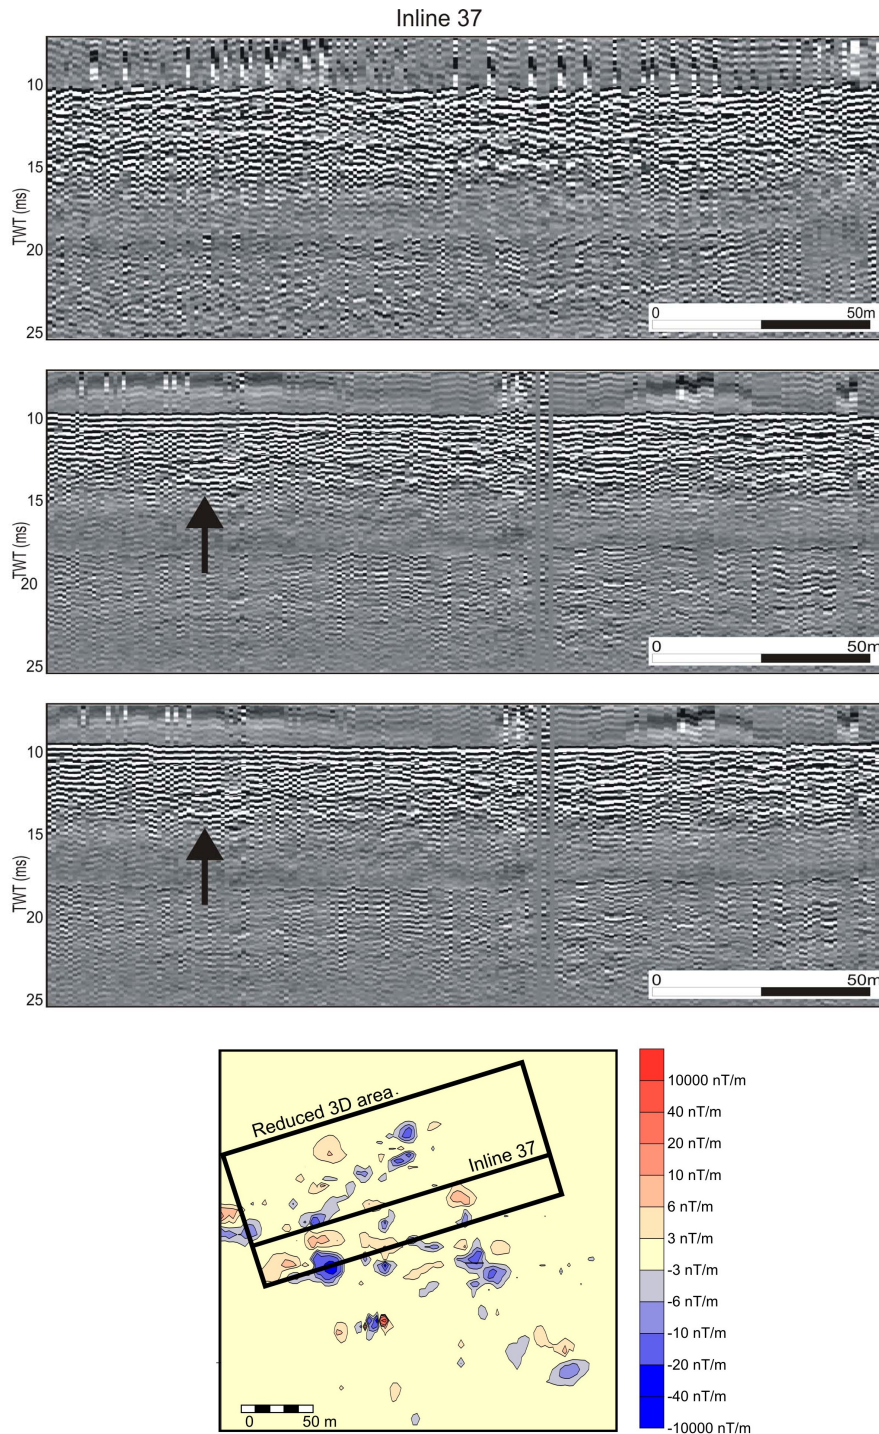 Inline 37
10
15
TWT (ms)
20
25
0 50m
10
15
TWT (ms)
20
25
0 50m
10
15
TWT (ms)
20
25
0 50m
Reduced 3D area.
Inline 37
0 50 m
10000 nT/m
40 nT/m
20 nT/m
10 nT/m
6 nT/m
3 nT/m
-3 nT/m
-6 nT/m
-10 nT/m
-20 nT/m
-40 nT/m
-10000 nT/m